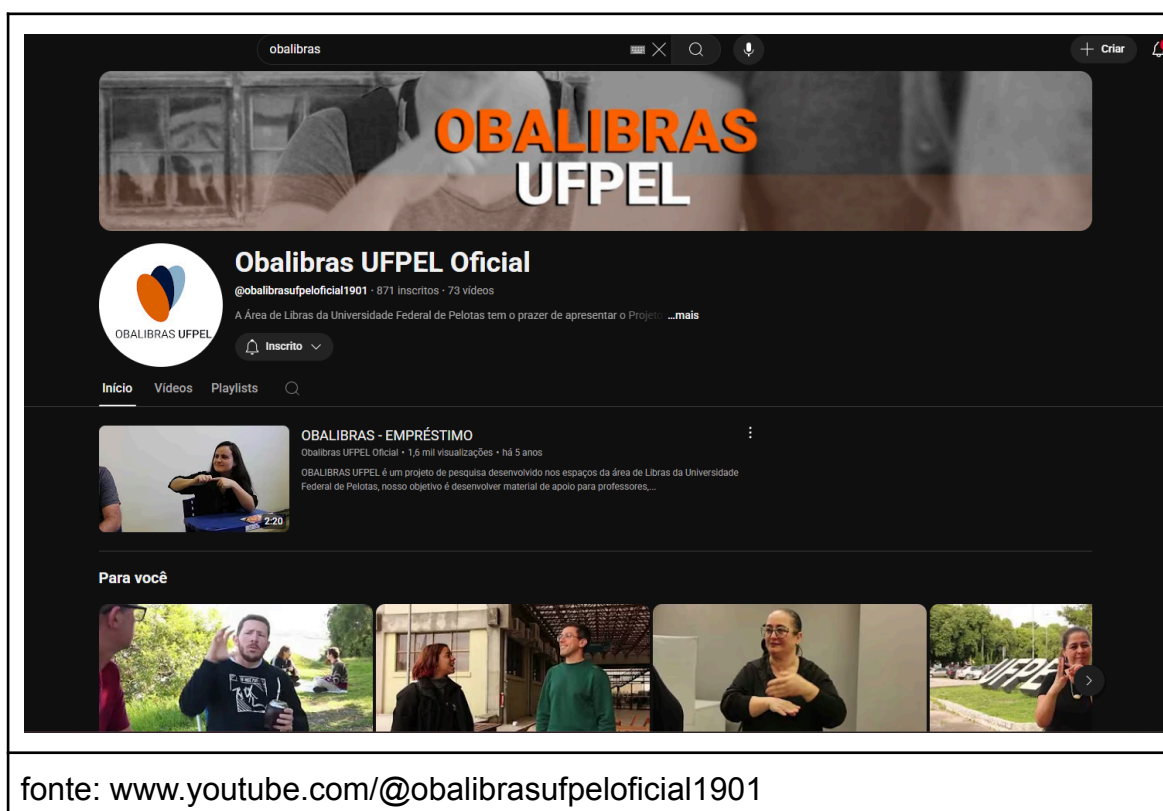 obalibras
Criar
OBALIBRAS
UFPEL
Obalibras UFPEL Oficial
@obalibrasufpeloficial1901 · 871 inscritos · 73 vídeos
A Área de Libras da Universidade Federal de Pelotas tem o prazer de apresentar o Projeto ...mais
OBALIBRAS UFPEL
Inscrito
Início Vídeos Playlists
OBALIBRAS - EMPRÉSTIMO
Obalibras UFPEL Oficial • 1,6 mil visualizações • há 5 anos
OBALIBRAS UFPEL é um projeto de pesquisa desenvolvido nos espaços da área de Libras da Universidade
Federal de Pelotas, nosso objetivo é desenvolver material de apoio para professores,...
2:20
Para você
UFPE
fonte: www.youtube.com/@obalibrasufpeloficial1901